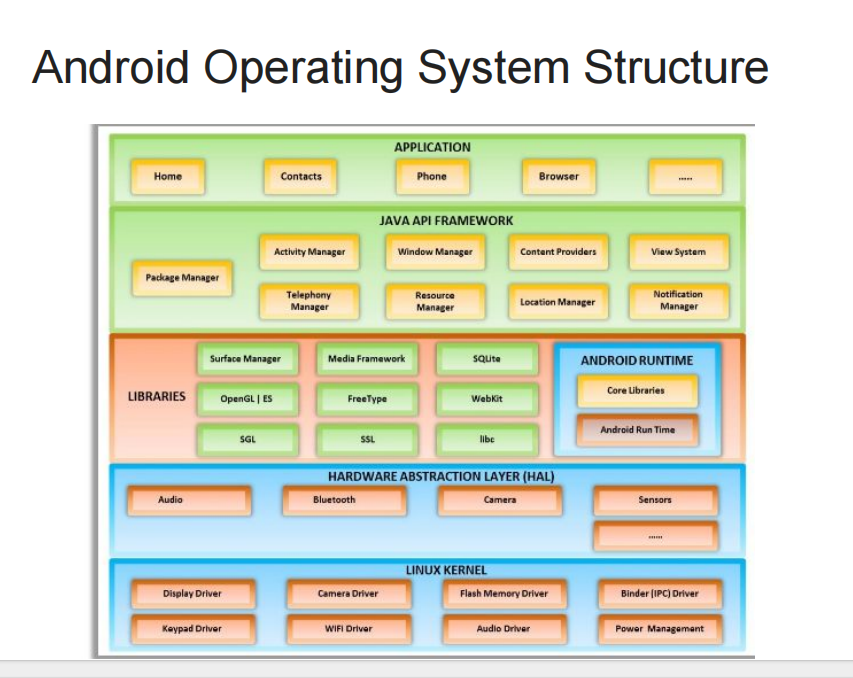 Android Operating System Structure
APPLICATION
Home
Contacts
Phone
Browser
.....
JAVA API FRAMEWORK
Package Manager
Activity Manager
Window Manager
Content Providers
View System
Telephony
Manager
Resource
Manager
Location Manager
Notification
Manager
LIBRARIES
Surface Manager
Media Framework
SQLite
OpenGL | ES
FreeType
WebKit
SGL
SSL
libc
ANDROID RUNTIME
Core Libraries
Android Run Time
HARDWARE ABSTRACTION LAYER (HAL)
Audio
Bluetooth
Camera
Sensors
......
LINUX KERNEL
Display Driver
Camera Driver
Flash Memory Driver
Binder (IPC) Driver
Keypad Driver
WIFI Driver
Audio Driver
Power Management